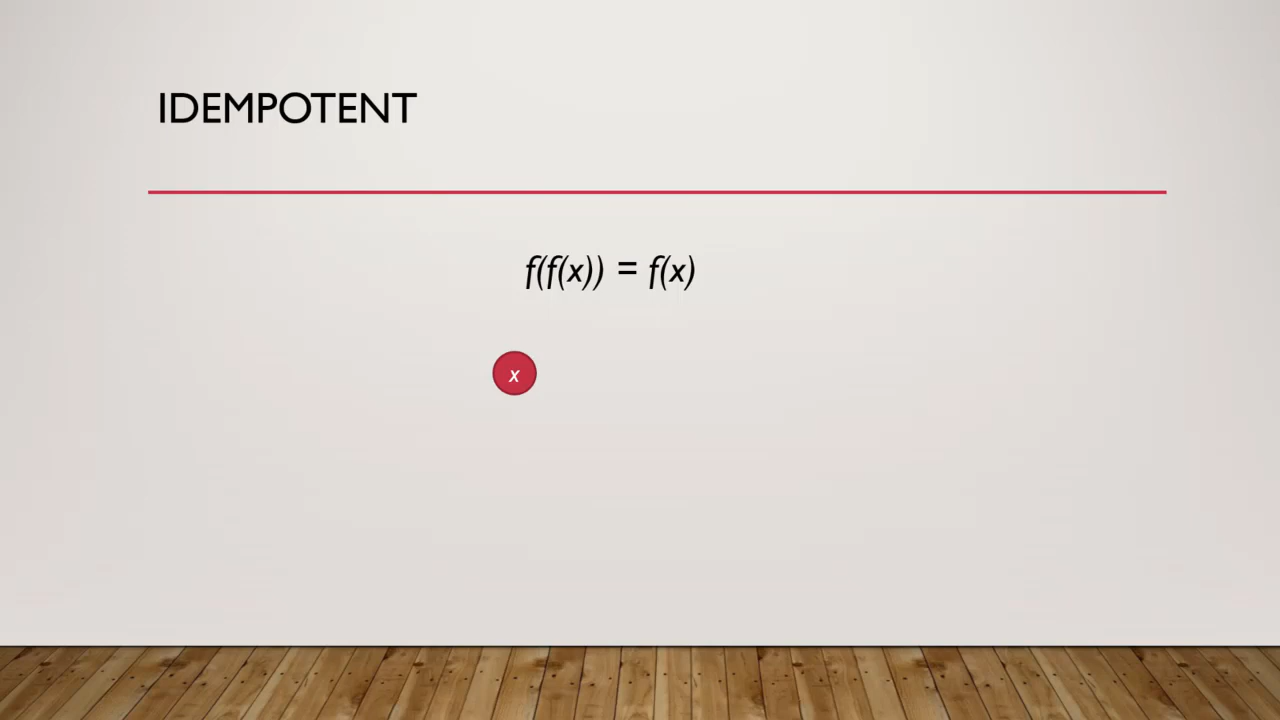 IDEMPOTENT
f(f(x)) = f(x)
x